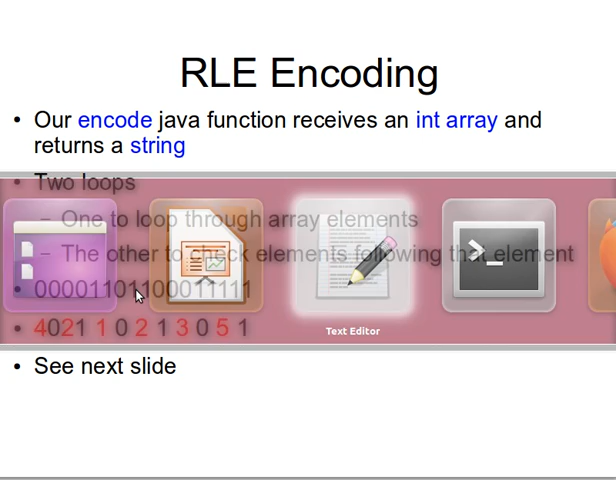 RLE Encoding
• Our encode java function receives an int array and
returns a string
• Two loops
– One to loop through array elements
– The other to check elements following that element
• 00001101100011111
• 4021 1 0 2 1 3 0 5 1
Text Editor
• See next slide